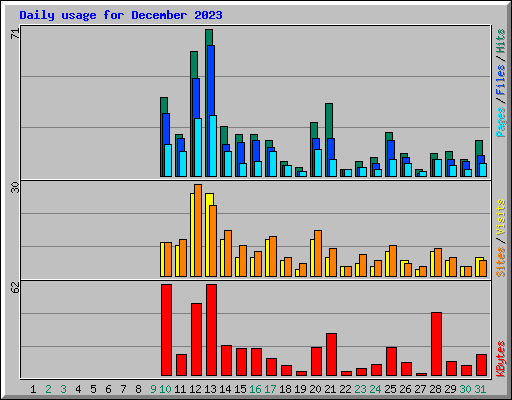 Daily usage for December 2023
71
30
62
Pages / Files / Hits
Sites / Visits
KBytes
1 2 3 4 5 6 7 8 9 10 11 12 13 14 15 16 17 18 19 20 21 22 23 24 25 26 27 28 29 30 31